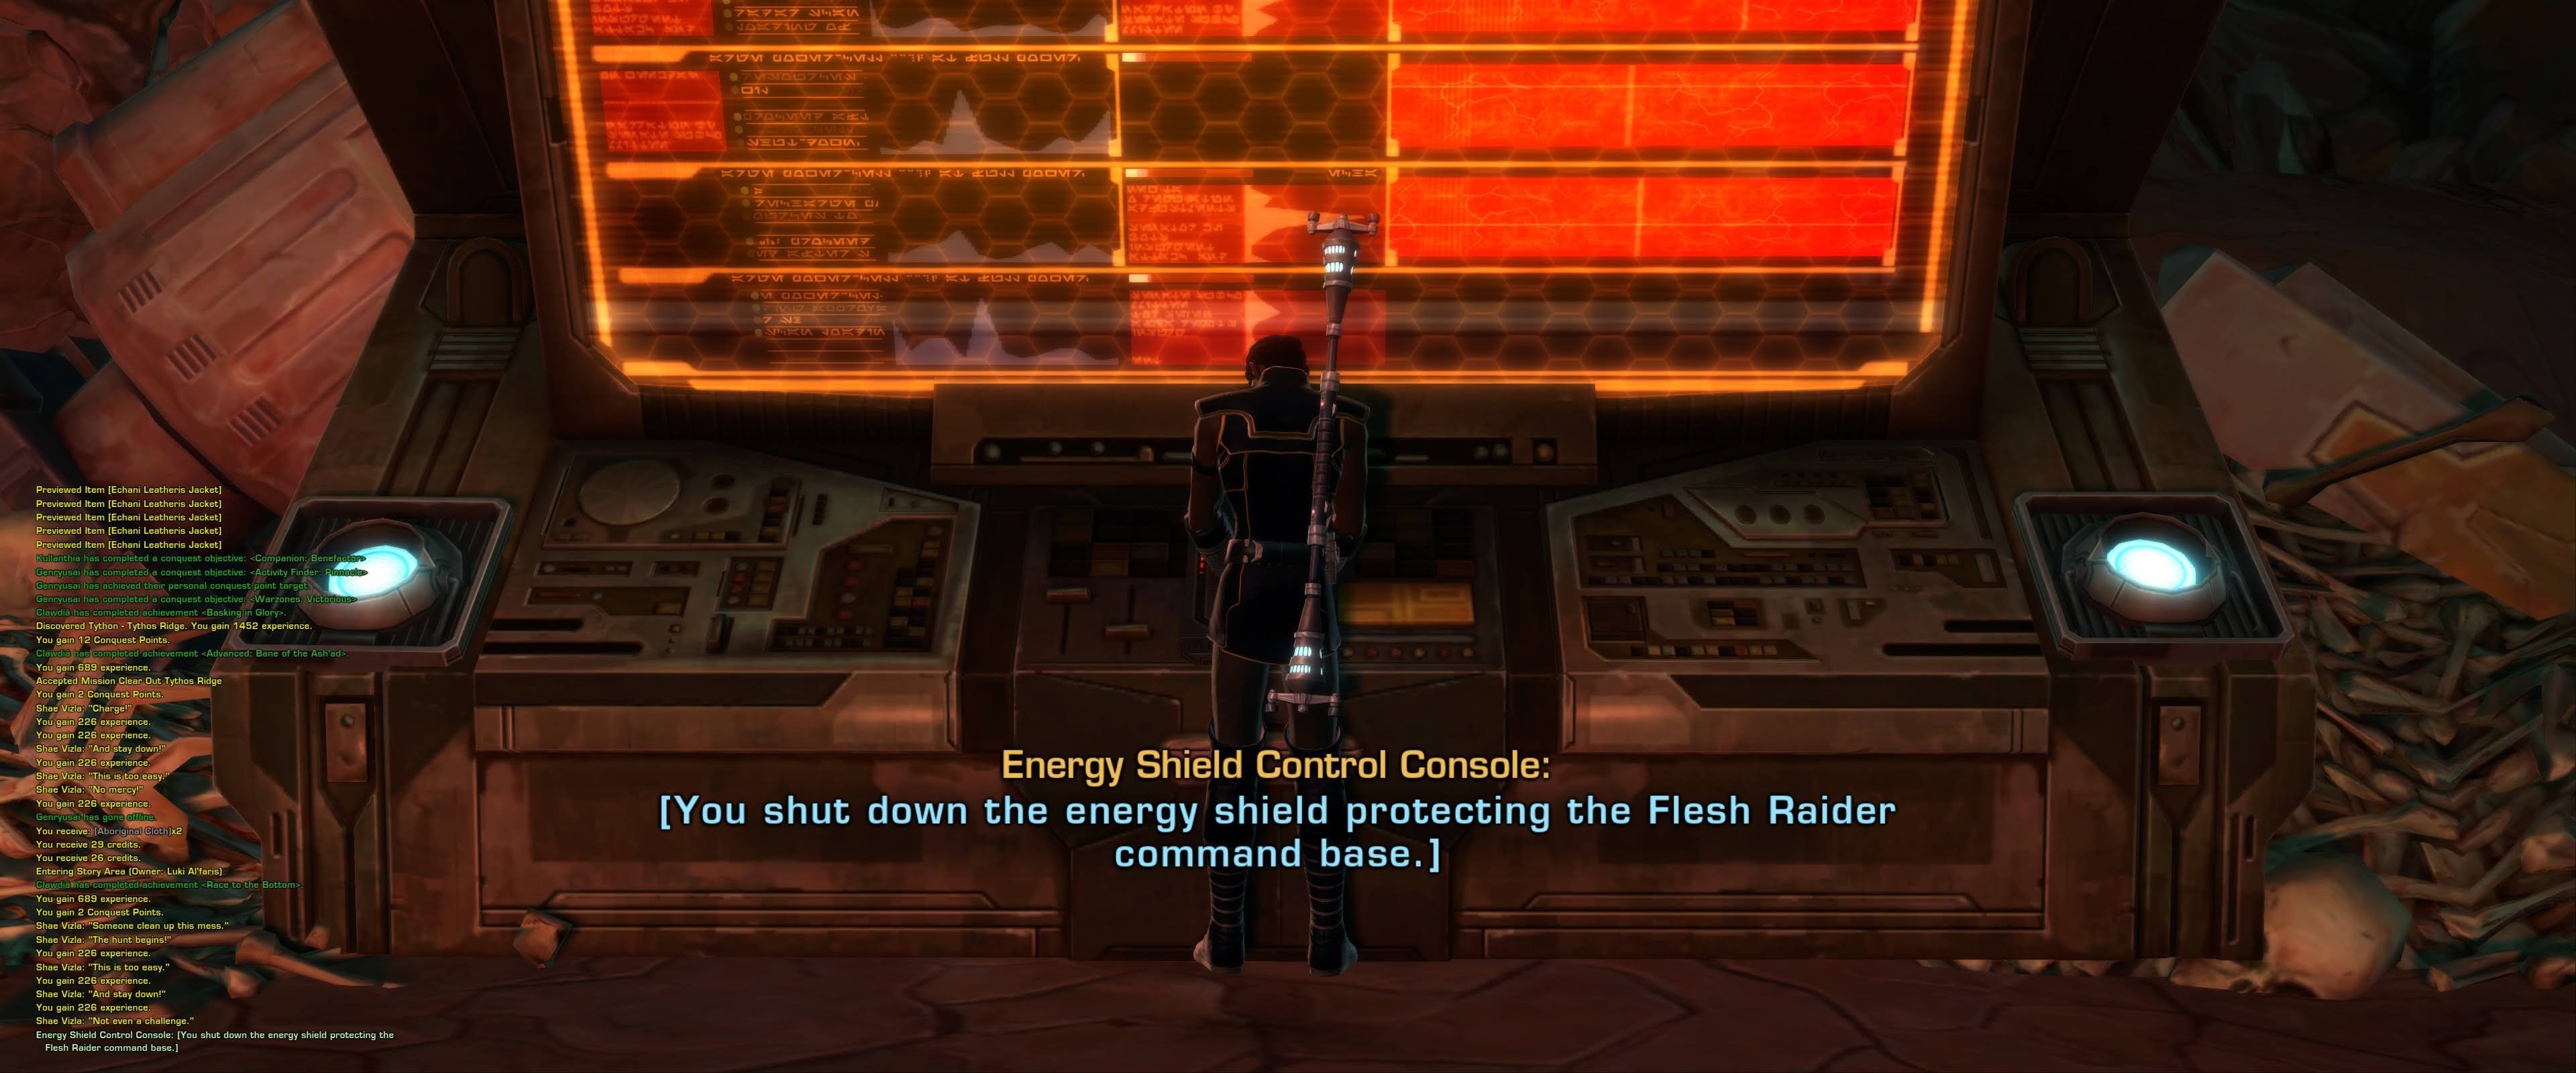 Previewed Item [Echani Leatheris Jacket]
Previewed Item [Echani Leatheris Jacket]
Previewed Item [Echani Leatheris Jacket]
Previewed Item [Echani Leatheris Jacket]
Previewed Item [Echani Leatheris Jacket]
Kullanthia has completed a conquest objective: <Companion: Benefactor>
Genryusai has completed a conquest objective: <Activity Finder: Pinnacle>
Genryusai has achieved their personal conquest point target
Genryusai has completed a conquest objective: <Warzones: Victorious>
Clawdia has completed achievement <Basking in Glory>.
Discovered Tython - Tythos Ridge. You gain 1452 experience.
You gain 12 Conquest Points.
Clawdia has completed achievement <Advanced: Bane of the Ash'ad>.
You gain 689 experience.
Accepted Mission Clear Out Tythos Ridge
You gain 2 Conquest Points.
Shae Vizla: "Charge!"
You gain 226 experience.
You gain 226 experience.
Shae Vizla: "And stay down!"
You gain 226 experience.
Shae Vizla: "This is too easy."
Shae Vizla: "No mercy!"
You gain 226 experience.
Genryusai has gone offline.
You receive: [Aboriginal Cloth]x2
You receive 29 credits.
You receive 26 credits.
Entering Story Area (Owner: Luki Al'faris)
Clawdia has completed achievement <Race to the Bottom>.
You gain 689 experience.
You gain 2 Conquest Points.
Shae Vizla: "Someone clean up this mess."
Shae Vizla: "The hunt begins!"
You gain 226 experience.
Shae Vizla: "This is too easy."
You gain 226 experience.
Shae Vizla: "And stay down!"
You gain 226 experience.
Shae Vizla: "Not even a challenge."
Energy Shield Control Console: [You shut down the energy shield protecting the
Flesh Raider command base.]
Energy Shield Control Console:
[You shut down the energy shield protecting the Flesh Raider
command base.]